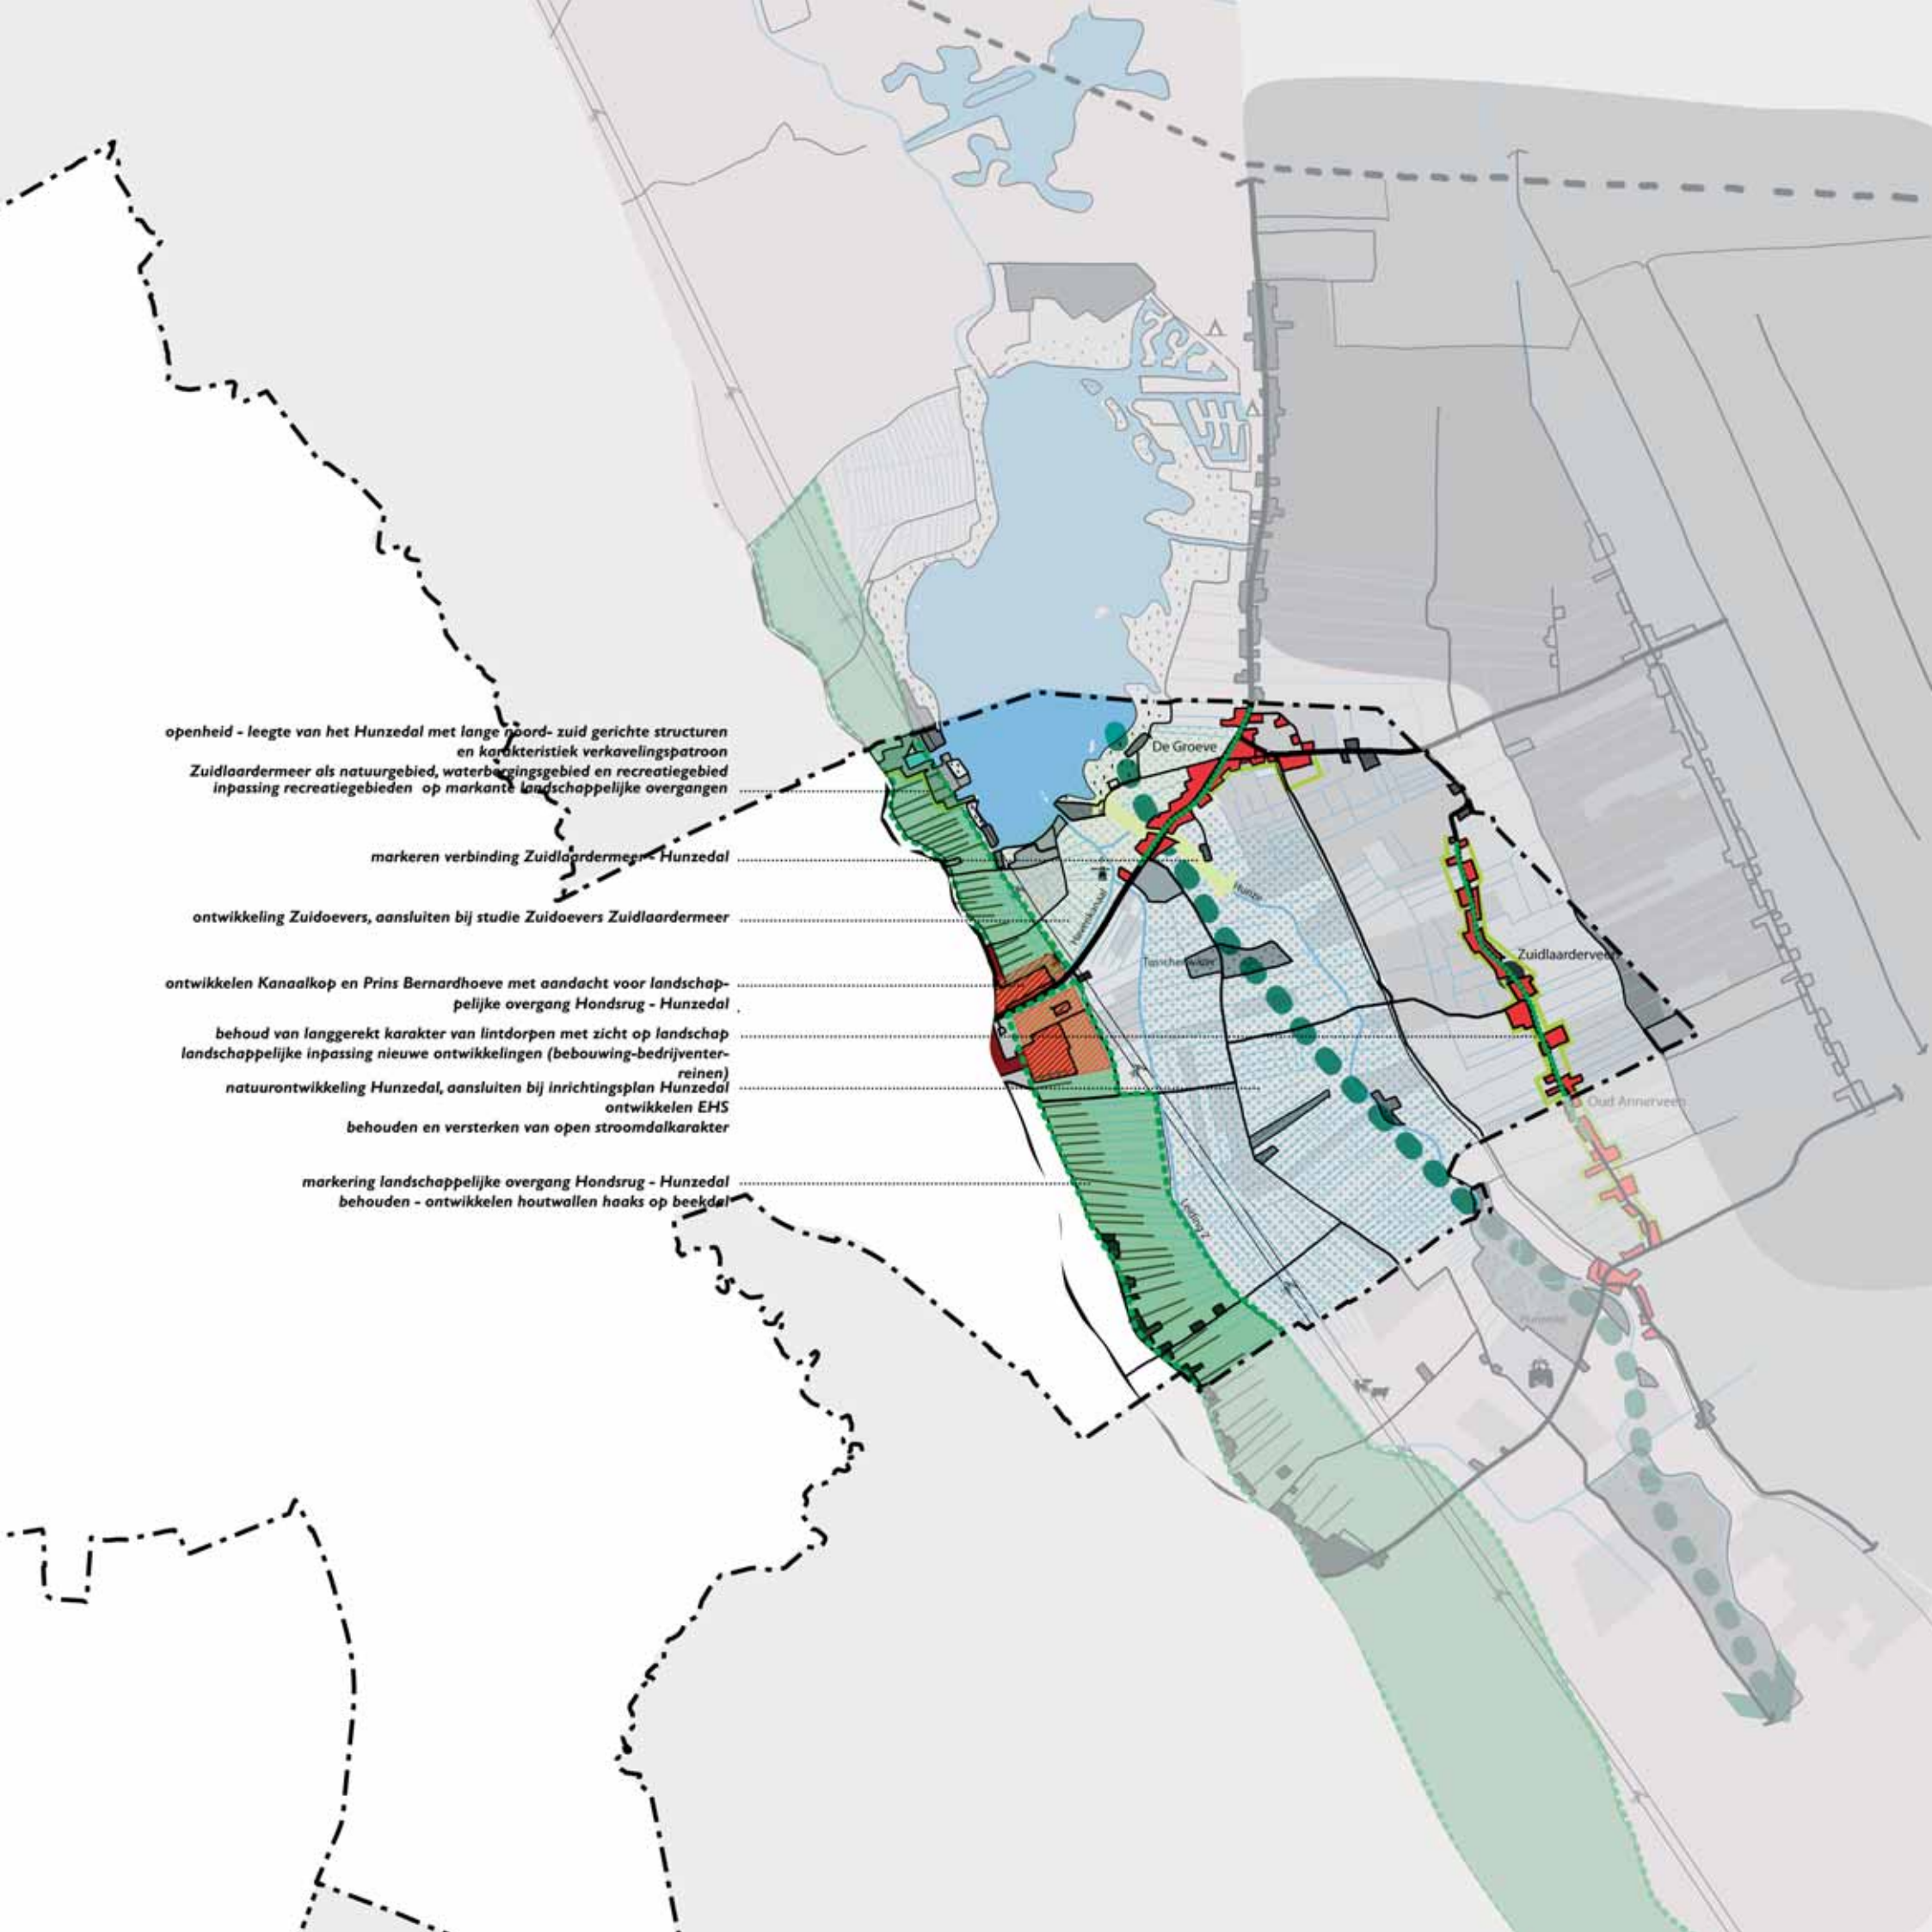 openheid - leegte van het Hunzedal met lange noord- zuid gerichte structuren
en karakteristiek verkavelingspatroon
Zuidlaardermeer als natuurgebied, waterbergingsgebied en recreatiegebied
inpassing recreatiegebieden op markante landschappelijke overgangen
markeren verbinding Zuidlaardermeer - Hunzedal
ontwikkeling Zuidoevers, aansluiten bij studie Zuidoevers Zuidlaardermeer
ontwikkelen Kanaalkop en Prins Bernardhoeve met aandacht voor landschap-
pelijke overgang Hondsrug - Hunzedal
behoud van langgerekt karakter van lintdorpen met zicht op landschap
landschappelijke inpassing nieuwe ontwikkelingen (bebouwing-bedrijventer-
reinen)
natuurontwikkeling Hunzedal, aansluiten bij inrichtingsplan Hunzedal
ontwikkelen EHS
behouden en versterken van open stroomdalkarakter
markering landschappelijke overgang Hondsrug - Hunzedal
behouden - ontwikkelen houtwallen haaks op beekdal
De Groeve
Hunze
Havenkanaal
Tusschenwater
Zuidlaarderveen
Oud Annerveen
Leiding 2